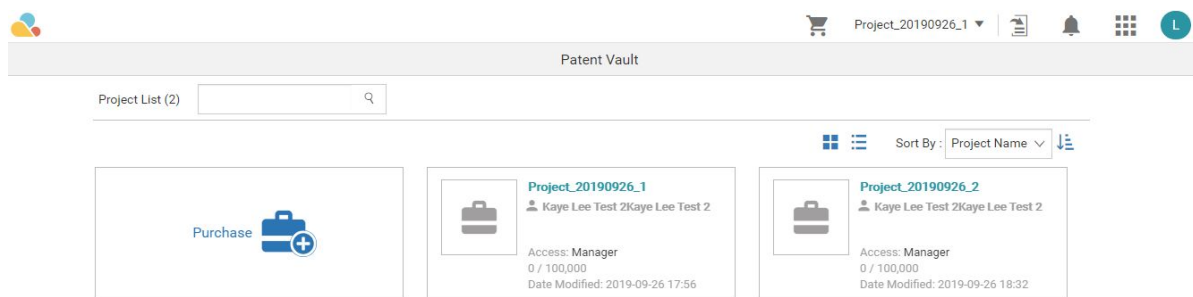 Project_20190926_1
L
Patent Vault
Project List (2)
Sort By : Project Name
Purchase
Project_20190926_1
Kaye Lee Test 2Kaye Lee Test 2
Access: Manager
0 / 100,000
Date Modified: 2019-09-26 17:56
Project_20190926_2
Kaye Lee Test 2Kaye Lee Test 2
Access: Manager
0 / 100,000
Date Modified: 2019-09-26 18:32